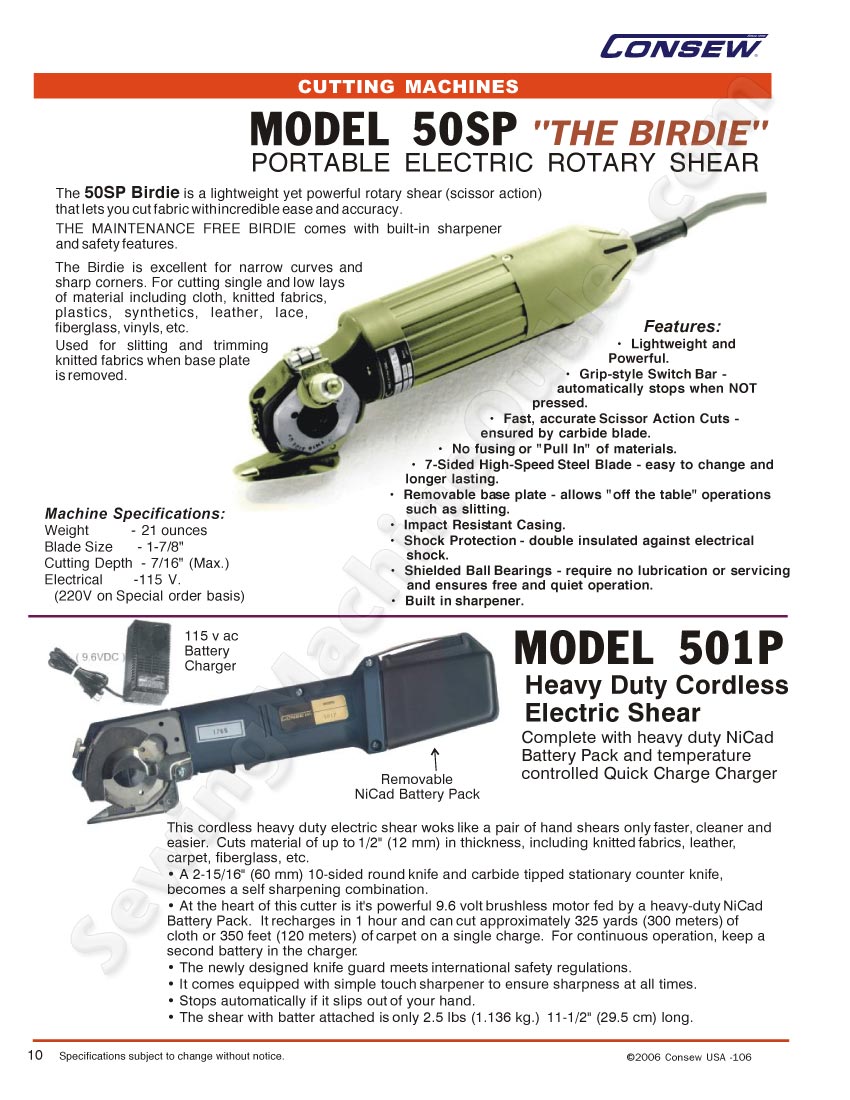 CONSEW
CUTTING MACHINES
MODEL 50SP "THE BIRDIE"
PORTABLE ELECTRIC ROTARY SHEAR
The 50SP Birdie is a lightweight yet powerful rotary shear (scissor action)
that lets you cut fabric withincredible ease and accuracy.
THE MAINTENANCE FREE BIRDIE comes with built-in sharpener
and safety features.
The Birdie is excellent for narrow curves and
sharp corners. For cutting single and low lays
of material including cloth, knitted fabrics,
plastics, synthetics, leather, lace,
fiberglass, vinyls, etc.
Used for slitting and trimming
knitted fabrics when base plate
is removed.
Features:
• Lightweight and
Powerful.
• Grip-style Switch Bar -
automatically stops when NOT
pressed.
• Fast, accurate Scissor Action Cuts -
ensured by carbide blade.
• No fusing or "Pull In" of materials.
• 7-Sided High-Speed Steel Blade - easy to change and
longer lasting.
• Removable base plate - allows "off the table" operations
such as slitting.
• Impact Resistant Casing.
• Shock Protection - double insulated against electrical
shock.
• Shielded Ball Bearings - require no lubrication or servicing
and ensures free and quiet operation.
• Built in sharpener.
Machine Specifications:
Weight - 21 ounces
Blade Size - 1-7/8"
Cutting Depth - 7/16" (Max.)
Electrical -115 V.
(220V on Special order basis)
115 v ac
Battery
Charger
( 9.6VDC )
MODEL 501P
Heavy Duty Cordless
Electric Shear
Complete with heavy duty NiCad
Battery Pack and temperature
controlled Quick Charge Charger
CONSEW
501P
1765
Removable
NiCad Battery Pack
This cordless heavy duty electric shear woks like a pair of hand shears only faster, cleaner and
easier. Cuts material of up to 1/2" (12 mm) in thickness, including knitted fabrics, leather,
carpet, fiberglass, etc.
• A 2-15/16" (60 mm) 10-sided round knife and carbide tipped stationary counter knife,
becomes a self sharpening combination.
• At the heart of this cutter is it's powerful 9.6 volt brushless motor fed by a heavy-duty NiCad
Battery Pack. It recharges in 1 hour and can cut approximately 325 yards (300 meters) of
cloth or 350 feet (120 meters) of carpet on a single charge. For continuous operation, keep a
second battery in the charger.
• The newly designed knife guard meets international safety regulations.
• It comes equipped with simple touch sharpener to ensure sharpness at all times.
• Stops automatically if it slips out of your hand.
• The shear with batter attached is only 2.5 lbs (1.136 kg.) 11-1/2" (29.5 cm) long.
10 Specifications subject to change without notice.
©2006 Consew USA -106
SewingMachineOutlet.com